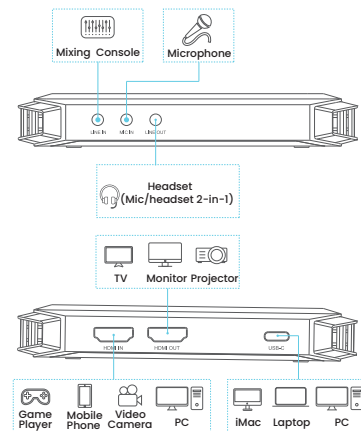 Mixing Console
Microphone
LINE IN
MIC IN
LINE OUT
Headset
(Mic/headset 2-in-1)
TV
Monitor
Projector
HDMI IN
HDMI OUT
USB-C
Game
Player
Mobile
Phone
Video
Camera
PC
iMac
Laptop
PC